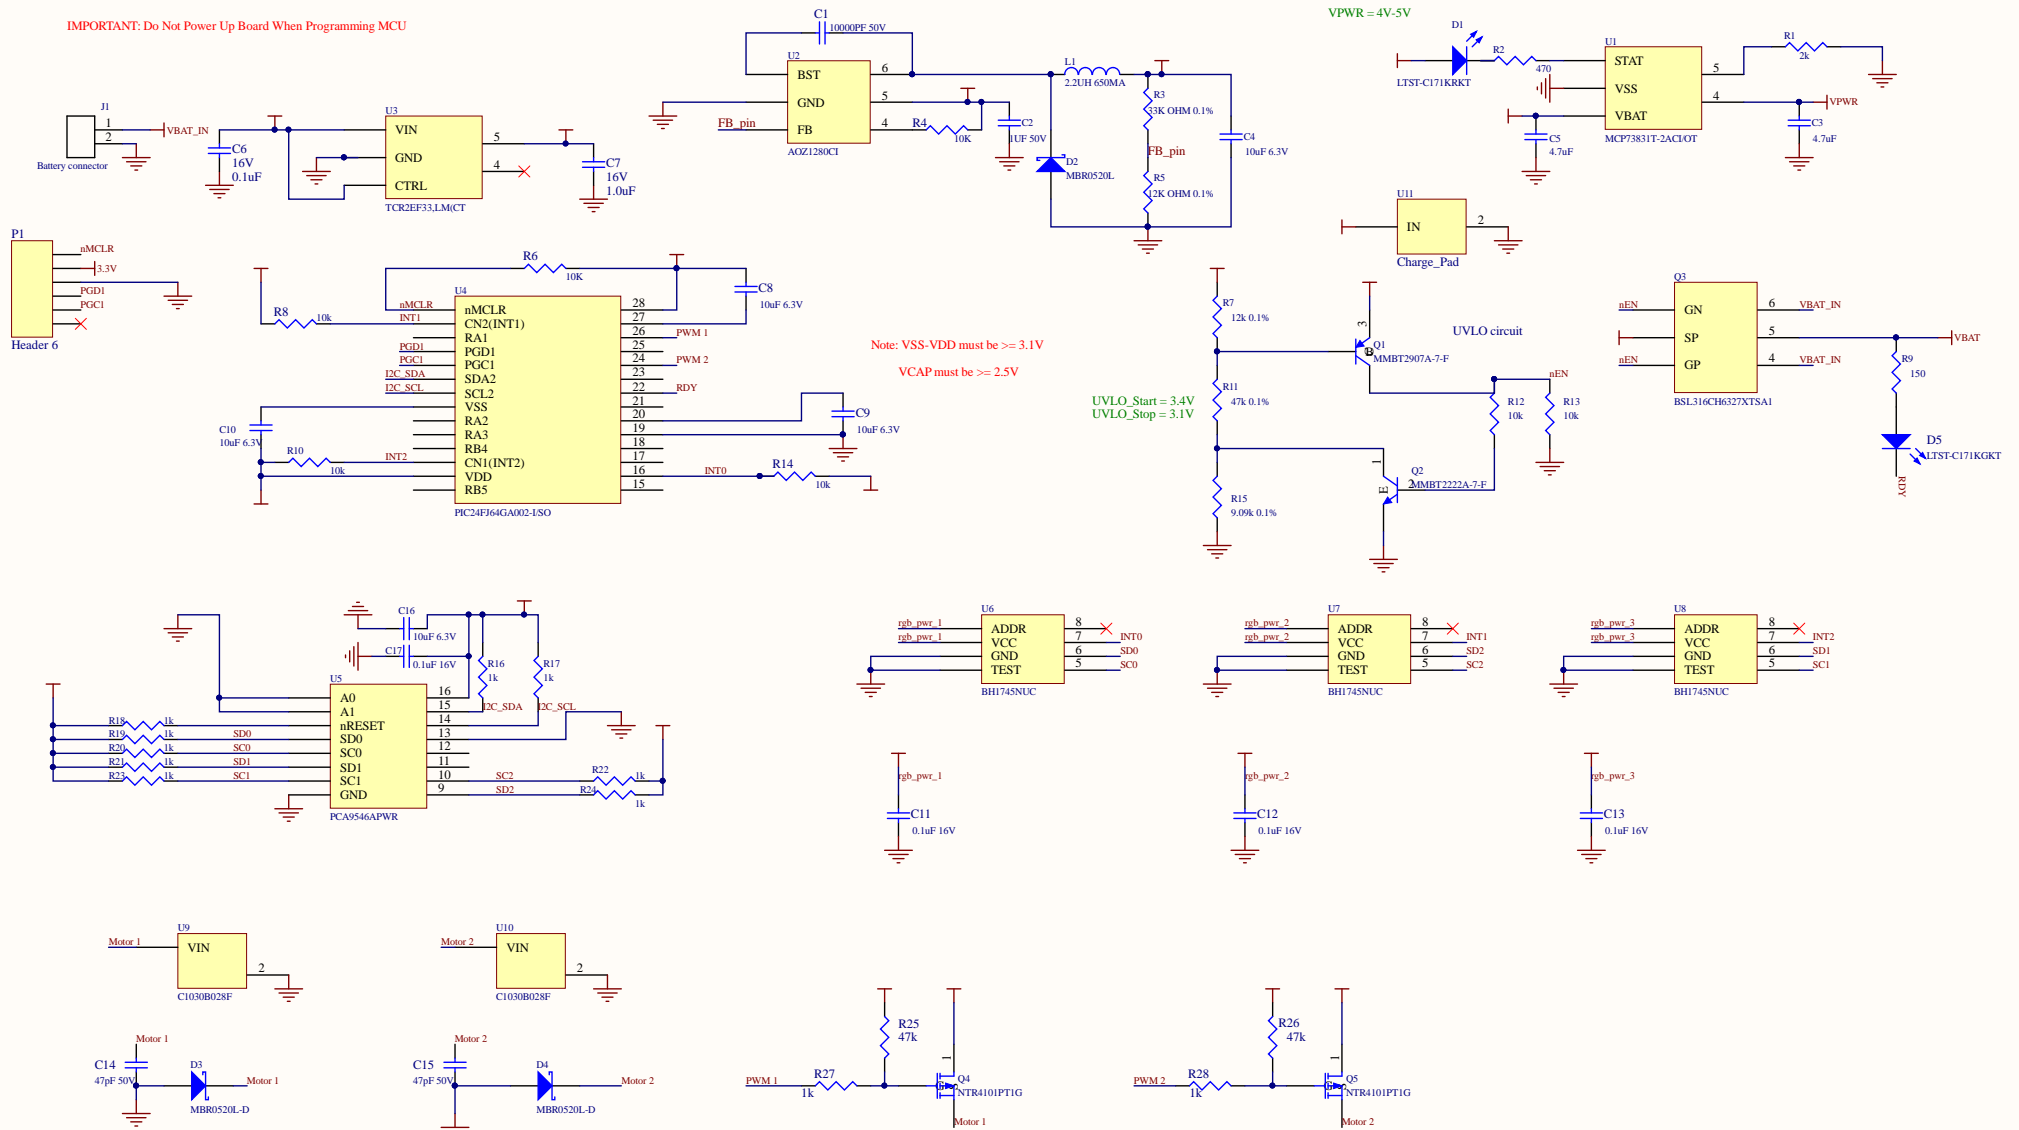 IMPORTANT: Do Not Power Up Board When Programming MCU
J1
1
2
VBAT_IN
Battery connector
C6
16V
0.1uF
U3
VIN
GND
CTRL
5
4
TCR2EF33,LM(CT
C7
16V
1.0uF
C1
10000PF 50V
U2
BST
GND
FB
6
5
4
AOZ1280CI
FB_pin
R4
10K
C2
1UF 50V
L1
2.2UH 650MA
D2
MBR0520L
R3
33K OHM 0.1%
FB_pin
R5
12K OHM 0.1%
C4
10uF 6.3V
VPWR = 4V-5V
D1
LTST-C171KRKT
R2
470
U1
STAT
VSS
VBAT
5
4
MCP73831T-2ACI/OT
R1
2k
VPWR
C3
4.7uF
C5
4.7uF
U11
IN
2
Charge_Pad
P1
nMCLR
3.3V
PGD1
PGC1
Header 6
R6
10K
R8
10k
C8
10uF 6.3V
U4
nMCLR
INT1
PGD1
PGC1
I2C_SDA
I2C_SCL
INT2
nMCLR
CN2(INT1)
RA1
PGD1
PGC1
SDA2
SCL2
VSS
RA2
RA3
RB4
CN1(INT2)
VDD
RB5
28
27
26
25
24
23
22
21
20
19
18
17
16
15
PIC24FJ64GA002-I/SO
PWM 1
PWM 2
RDY
INT0
C10
10uF 6.3V
R10
10k
C9
10uF 6.3V
R14
10k
Note: VSS-VDD must be >= 3.1V
VCAP must be >= 2.5V
UVLO_Start = 3.4V
UVLO_Stop = 3.1V
R7
12k 0.1%
R11
47k 0.1%
R15
9.09k 0.1%
UVLO circuit
3
B
Q1
MMBT2907A-7-F
1
2
E
Q2
MMBT2222A-7-F
nEN
R12
10k
R13
10k
Q3
nEN
nEN
GN
SP
GP
6
5
4
VBAT_IN
VBAT_IN
VBAT
BSL316CH6327XTSA1
R9
150
D5
LTST-C171KGKT
RDY
C16
10uF 6.3V
C17
0.1uF 16V
R16
1k
R17
1k
I2C_SDA
I2C_SCL
U5
A0
A1
nRESET
SD0
SC0
SD1
SC1
GND
16
15
14
13
12
11
10
9
PCA9546APWR
R18
1k
R19
1k
SD0
R20
1k
SC0
R21
1k
SD1
R23
1k
SC1
SC2
SD2
R22
1k
R24
1k
U6
rgb_pwr_1
rgb_pwr_1
ADDR
VCC
GND
TEST
8
7
6
5
INT0
SD0
SC0
BH1745NUC
U7
rgb_pwr_2
rgb_pwr_2
ADDR
VCC
GND
TEST
8
7
6
5
INT1
SD2
SC2
BH1745NUC
U8
rgb_pwr_3
rgb_pwr_3
ADDR
VCC
GND
TEST
8
7
6
5
INT2
SD1
SC1
BH1745NUC
rgb_pwr_1
C11
0.1uF 16V
rgb_pwr_2
C12
0.1uF 16V
rgb_pwr_3
C13
0.1uF 16V
U9
Motor 1
VIN
2
C1030B028F
U10
Motor 2
VIN
2
C1030B028F
Motor 1
C14
47pF 50V
D3
Motor 1
MBR0520L-D
Motor 2
C15
47pF 50V
D4
Motor 2
MBR0520L-D
R25
47k
PWM 1
R27
1k
1
Q4
NTR4101PT1G
Motor 1
R26
47k
PWM 2
R28
1k
1
Q5
NTR4101PT1G
Motor 2